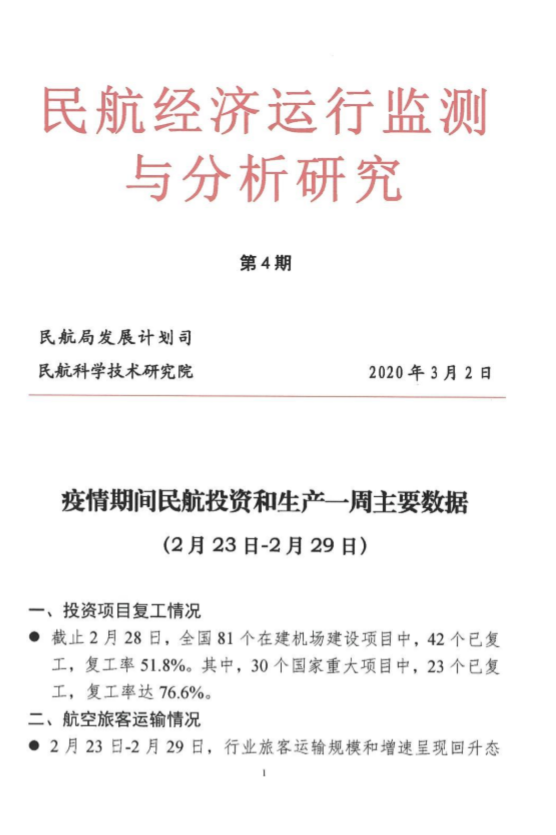 民航经济运行监测
与分析研究
第4期
民航局发展计划司
民航科学技术研究院 2020年3月2日
疫情期间民航投资和生产一周主要数据
(2月23日-2月29日)
一、投资项目复工情况
● 截止2月28日，全国81个在建机场建设项目中，42个已复
工，复工率51.8%。其中，30个国家重大项目中，23个已复
工，复工率达76.6%。
二、航空旅客运输情况
● 2月23日-2月29日，行业旅客运输规模和增速呈现回升态
1